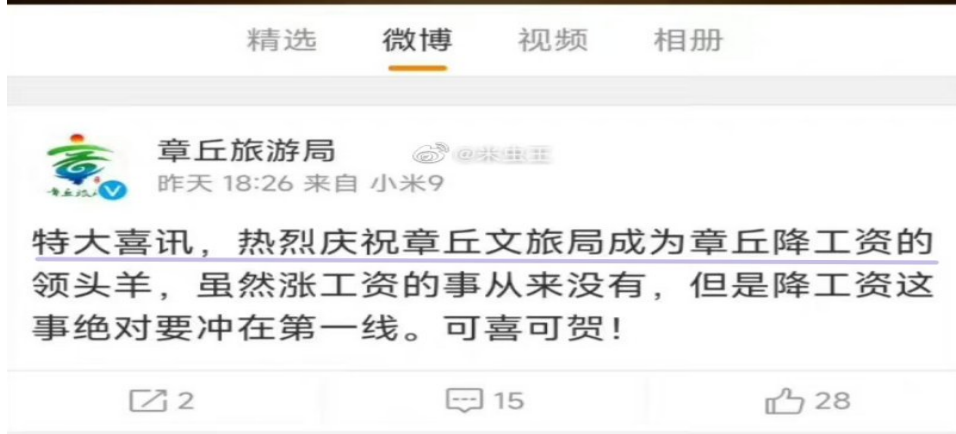 精选 微博 视频 相册
章丘旅游局
@米虫王
昨天 18:26 来自 小米9
特大喜讯，热烈庆祝章丘文旅局成为章丘降工资的
领头羊，虽然涨工资的事从来没有，但是降工资这
事绝对要冲在第一线。可喜可贺！
2 15 28